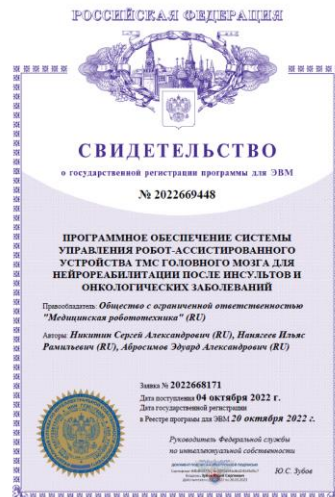 РОССИЙСКАЯ ФЕДЕРАЦИЯ
СВИДЕТЕЛЬСТВО
о государственной регистрации программы для ЭВМ
№ 2022669448
ПРОГРАММНОЕ ОБЕСПЕЧЕНИЕ СИСТЕМЫ
УПРАВЛЕНИЯ РОБОТ-АССИСТИРОВАННОГО
УСТРОЙСТВА ТМС ГОЛОВНОГО МОЗГА ДЛЯ
НЕЙРОРЕАБИЛИТАЦИИ ПОСЛЕ ИНСУЛЬТОВ И
ОНКОЛОГИЧЕСКИХ ЗАБОЛЕВАНИЙ
Правообладатель: Общество с ограниченной ответственностью
"Медицинская робототехника" (RU)
Авторы: Никитин Сергей Александрович (RU), Нанягеев Ильяс
Рамильевич (RU), Абросимов Эдуард Александрович (RU)
Заявка № 2022668171
Дата поступления 04 октября 2022 г.
Дата государственной регистрации
в Реестре программ для ЭВМ 20 октября 2022 г.
Руководитель Федеральной службы
по интеллектуальной собственности
Ю.С. Зубов